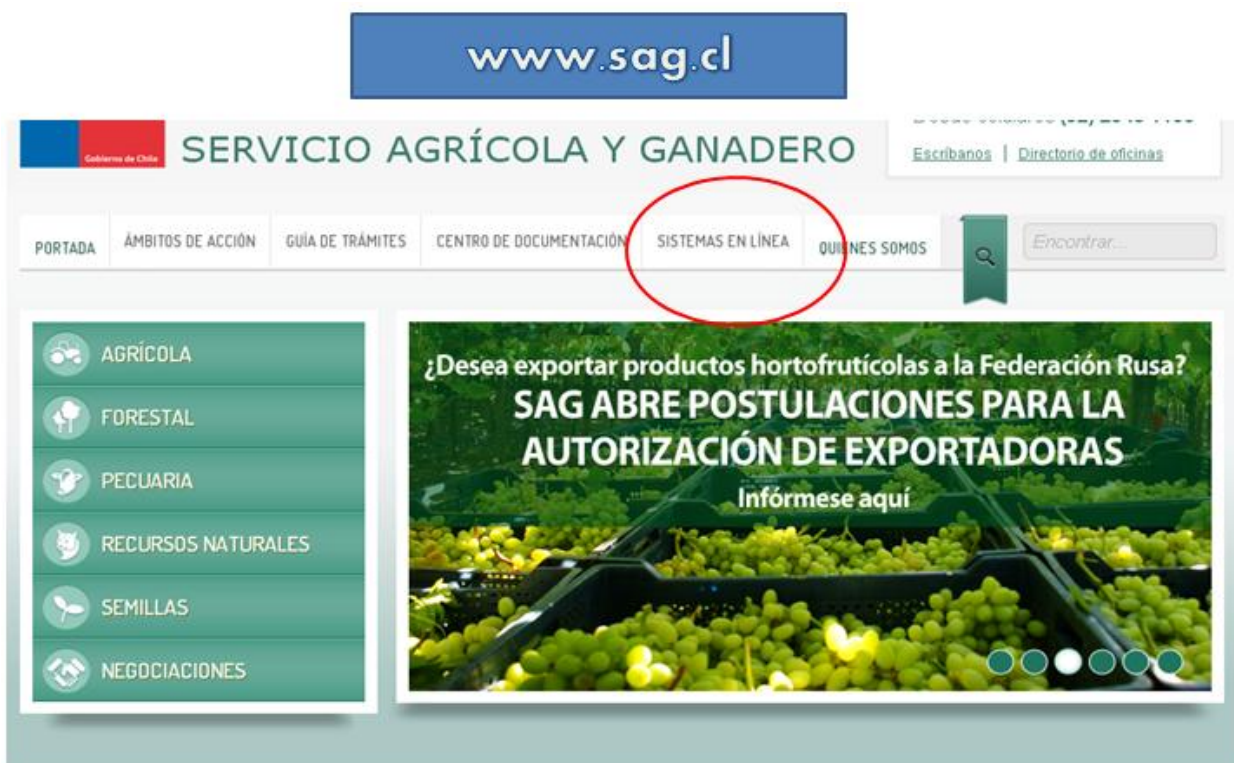 www.sag.cl
Gobierno de Chile
SERVICIO AGRÍCOLA Y GANADERO
Escríbanos | Directorio de oficinas
PORTADA
ÁMBITOS DE ACCIÓN
GUÍA DE TRÁMITES
CENTRO DE DOCUMENTACIÓN
SISTEMAS EN LÍNEA
QUIENES SOMOS
Encontrar...
AGRÍCOLA
FORESTAL
PECUARIA
RECURSOS NATURALES
SEMILLAS
NEGOCIACIONES
¿Desea exportar productos hortofrutícolas a la Federación Rusa?
SAG ABRE POSTULACIONES PARA LA
AUTORIZACIÓN DE EXPORTADORAS
Infórmese aquí